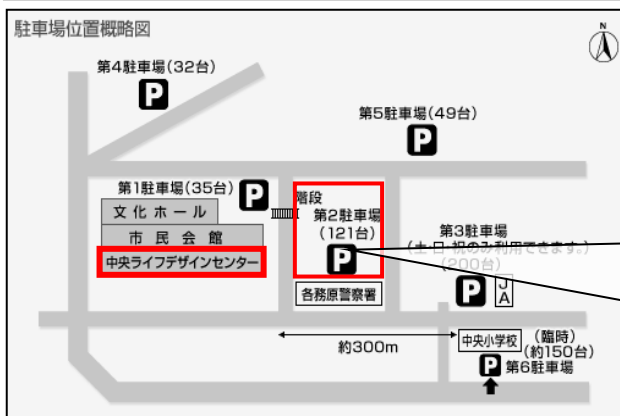 駐車場位置概略図
N
第4駐車場(32台)
P
第5駐車場(49台)
P
第1駐車場(35台)
P
文化ホール
市民会館
中央ライフデザインセンター
階段
第2駐車場
(121台)
P
各務原警察署
第3駐車場
(土・日・祝のみ利用できます。)
(200台)
P
JA
約300m
中央小学校
(臨時)
(約150台)
P
第6駐車場